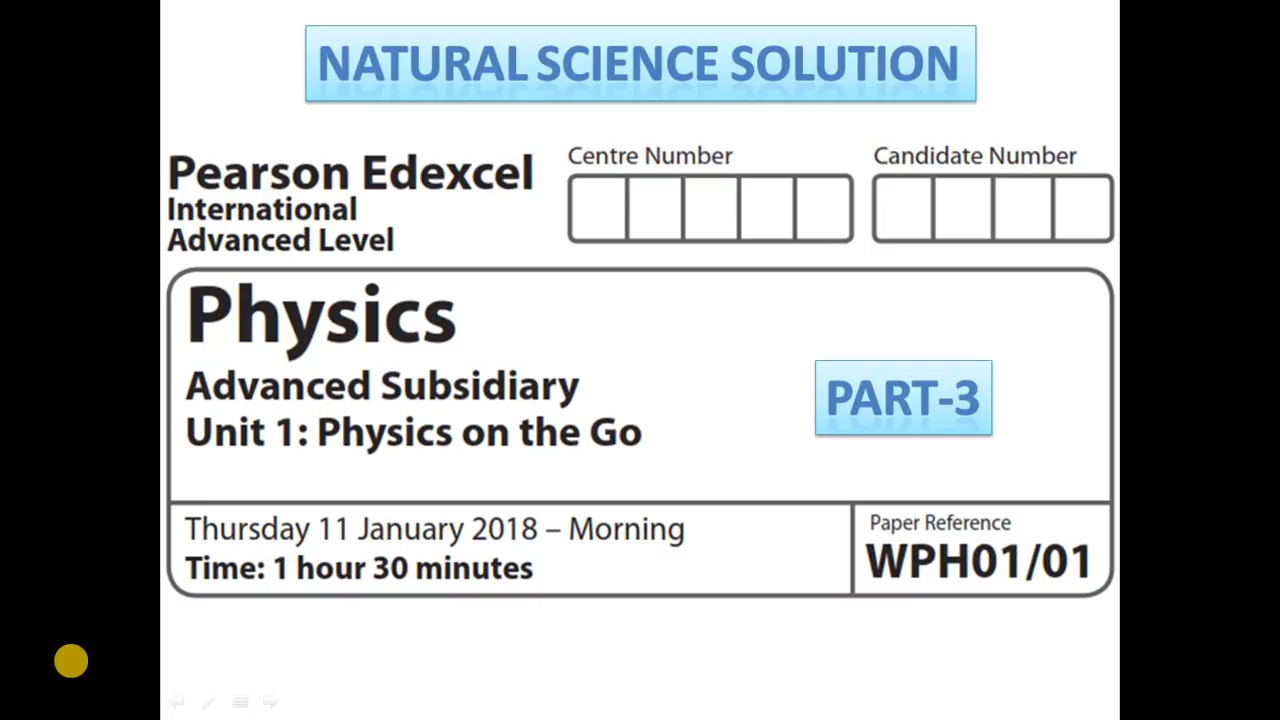 NATURAL SCIENCE SOLUTION
Pearson Edexcel
International
Advanced Level
Centre Number
Candidate Number
Physics
Advanced Subsidiary
Unit 1: Physics on the Go
PART-3
Thursday 11 January 2018 – Morning
Time: 1 hour 30 minutes
Paper Reference
WPH01/01